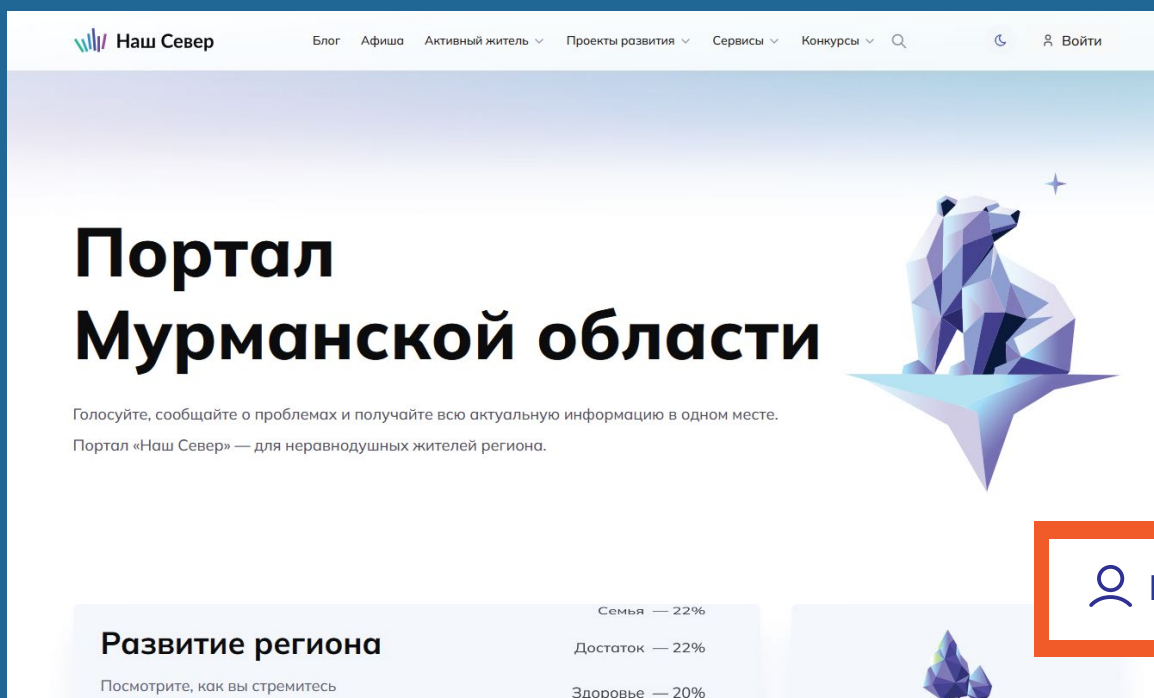 Наш Север
Блог Афиша Активный житель Проекты развития Сервисы Конкурсы
Войти
Портал
Мурманской области
Голосуйте, сообщайте о проблемах и получайте всю актуальную информацию в одном месте.
Портал «Наш Север» — для неравнодушных жителей региона.
Развитие региона
Посмотрите, как вы стремитесь
Семья — 22%
Достаток — 22%
Здоровье — 20%